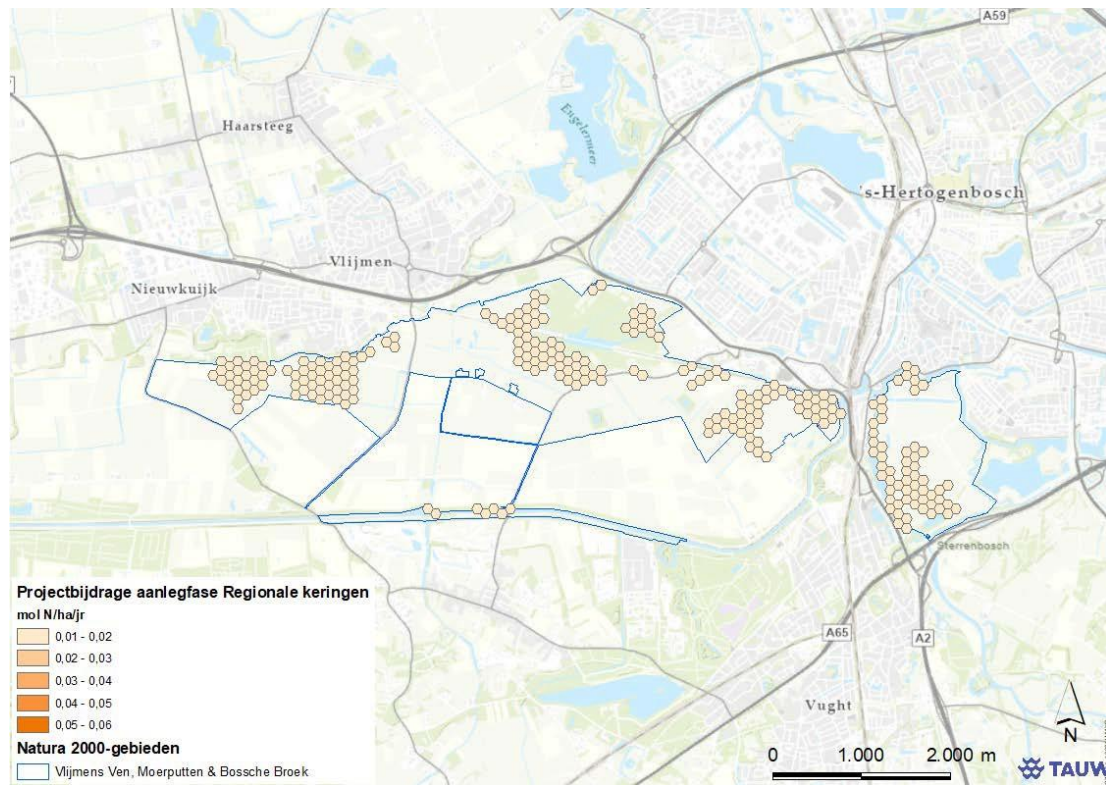 A59
Haarsteeg
Engelermeer
's-Hertogenbosch
Vlijmen
Nieuwkuijk
Sterrenbosch
A65
A2
Vught
Projectbijdrage aanlegfase Regionale keringen
mol N/ha/jr
0,01 - 0,02
0,02 - 0,03
0,03 - 0,04
0,04 - 0,05
0,05 - 0,06
Natura 2000-gebieden
Vlijmens Ven, Moerputten & Bossche Broek
0 1.000 2.000 m
N
TAUW